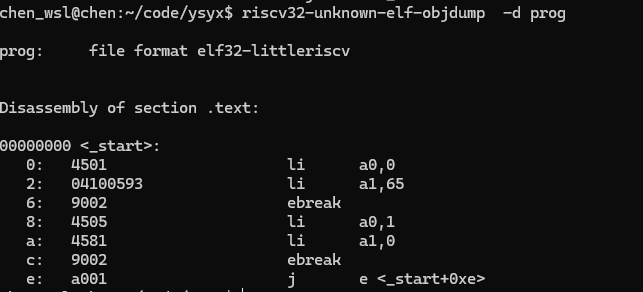 chen_wsl@chen:~/code/ysyx$ riscv32-unknown-elf-objdump  -d prog
prog:     file format elf32-littleriscv
Disassembly of section .text:
00000000 <_start>:
   0:   4501                    li      a0,0
   2:   04100593                li      a1,65
   6:   9002                    ebreak
   8:   4505                    li      a0,1
   a:   4581                    li      a1,0
   c:   9002                    ebreak
   e:   a001                    j       e <_start+0xe>